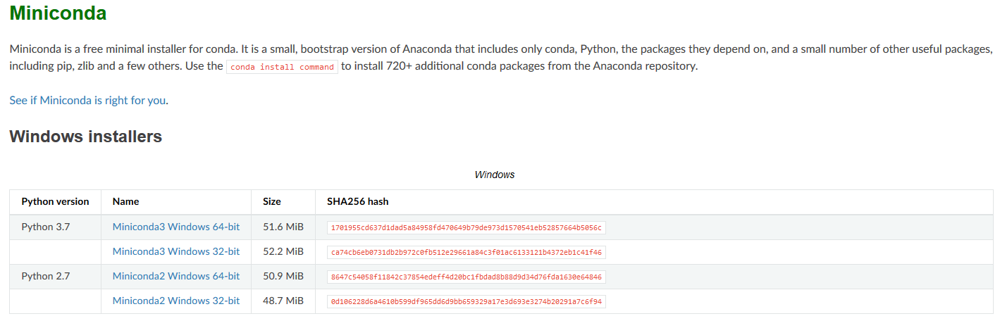 Miniconda
Miniconda is a free minimal installer for conda. It is a small, bootstrap version of Anaconda that includes only conda, Python, the packages they depend on, and a small number of other useful packages,
including pip, zlib and a few others. Use the conda install command to install 720+ additional conda packages from the Anaconda repository.
See if Miniconda is right for you.
Windows installers
Windows
Python version Name Size SHA256 hash
Python 3.7 Miniconda3 Windows 64-bit 51.6 MiB 1701955cd637d1dad5a84958fd470649b79de973d1570541eb52857664b5056c
Miniconda3 Windows 32-bit 52.2 MiB ca74cb6eb0731db2b972c0fb512e29661a84c3f01ac6133121b4372eb1c41f46
Python 2.7 Miniconda2 Windows 64-bit 50.9 MiB 8647c54058f11842c37854edeff4d20bc1fbdad8b88d9d34d76fda1630e64846
Miniconda2 Windows 32-bit 48.7 MiB 0d106228d6a4610b599df965dd6d9bb659329a17e3d693e3274b20291a7c6f94